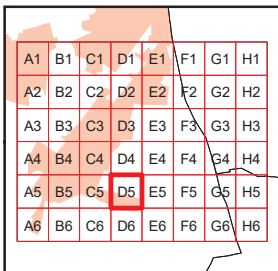 A1 B1 C1 D1 E1 F1 G1 H1
A2 B2 C2 D2 E2 F2 G2 H2
A3 B3 C3 D3 E3 F3 G3 H3
A4 B4 C4 D4 E4 F4 G4 H4
A5 B5 C5 D5 E5 F5 G5 H5
A6 B6 C6 D6 E6 F6 G6 H6